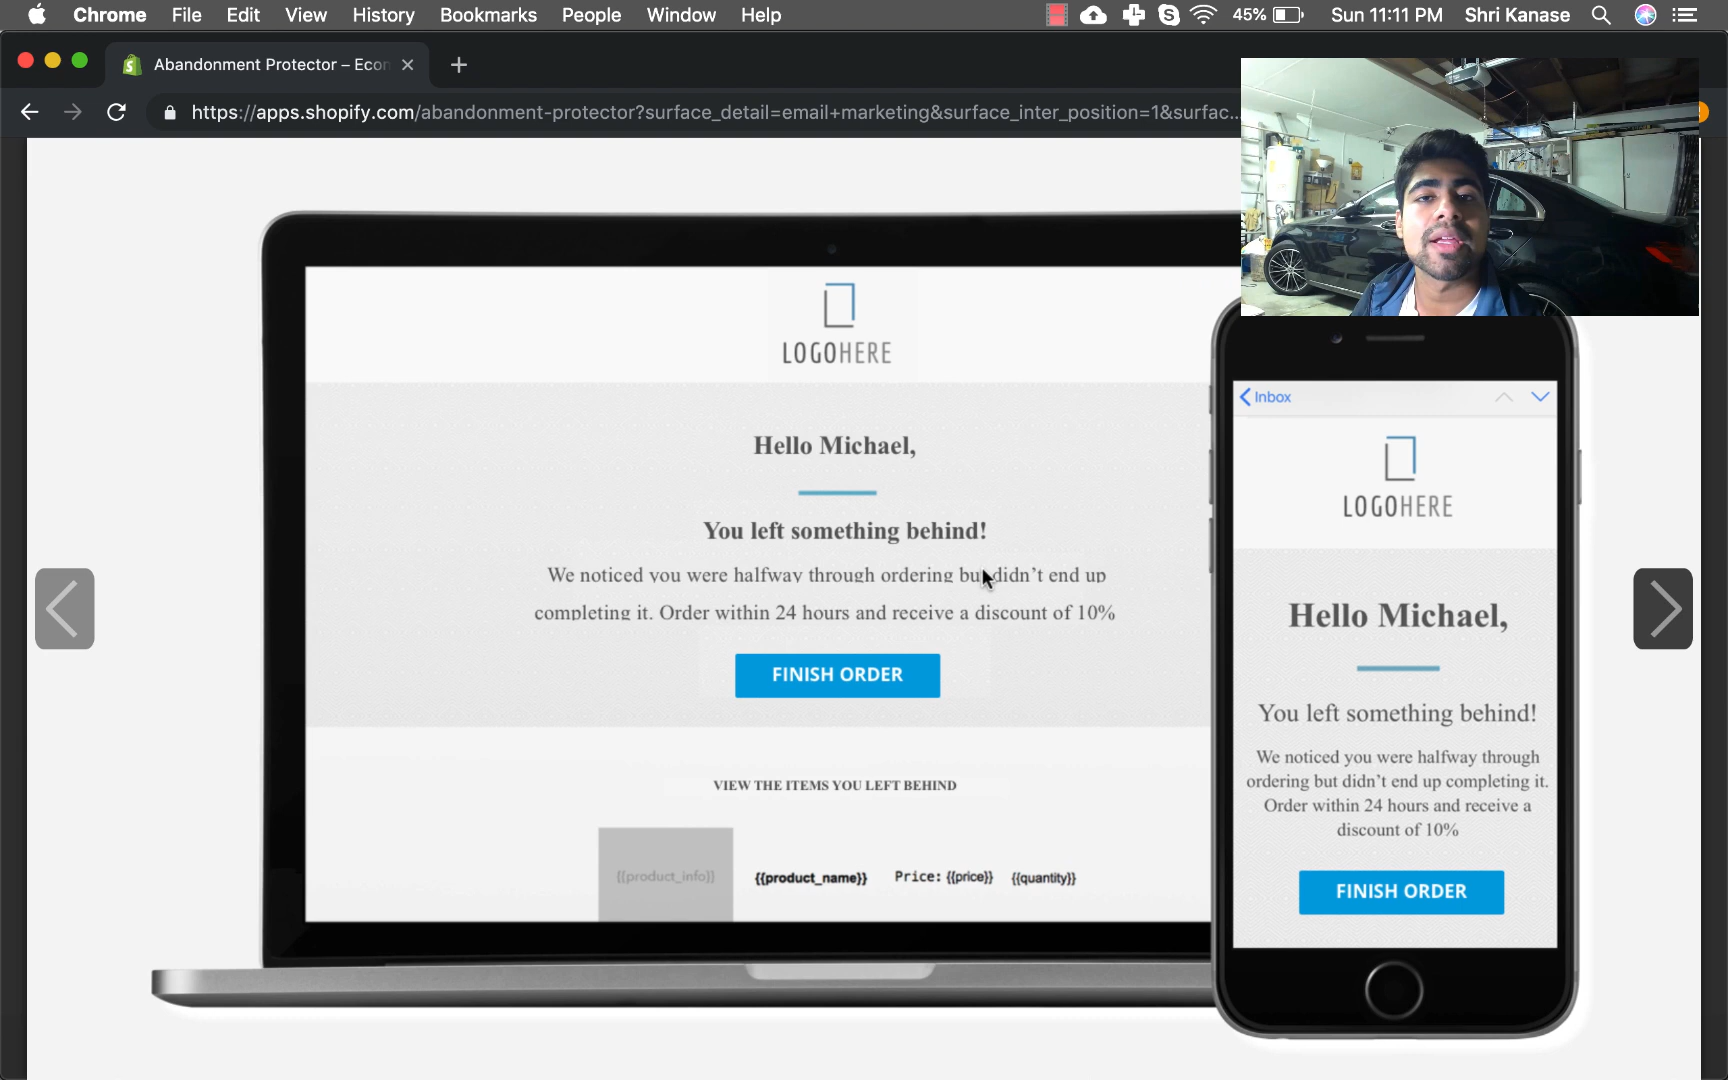 Chrome File Edit View History Bookmarks People Window Help 45% Sun 11:11 PM Shri Kanase
Abandonment Protector – Ecor
https://apps.shopify.com/abandonment-protector?surface_detail=email+marketing&surface_inter_position=1&surfac...
LOGOHERE
Hello Michael,
You left something behind!
We noticed you were halfway through ordering but didn’t end up
completing it. Order within 24 hours and receive a discount of 10%
FINISH ORDER
VIEW THE ITEMS YOU LEFT BEHIND
{{product_info}} {{product_name}} Price: {{price}} {{quantity}}
Inbox
LOGOHERE
Hello Michael,
You left something behind!
We noticed you were halfway through
ordering but didn’t end up completing it.
Order within 24 hours and receive a
discount of 10%
FINISH ORDER